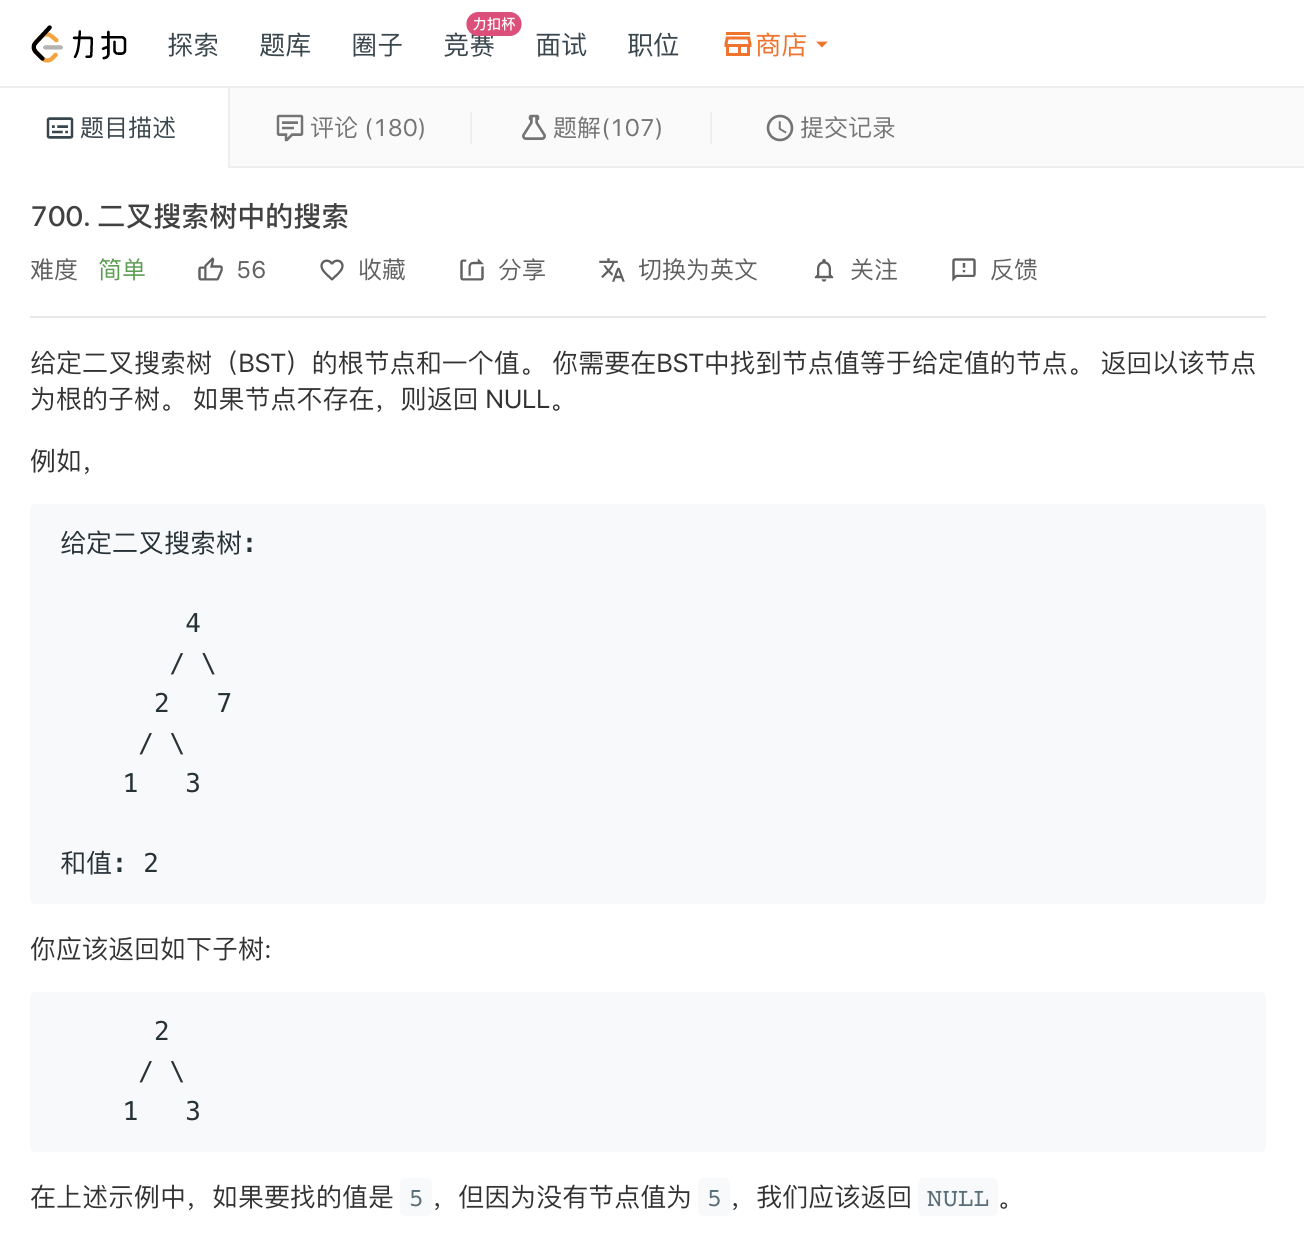 力扣 探索 题库 圈子 竞赛 力扣杯 面试 职位 商店
题目描述 评论 (180) 题解(107) 提交记录
700. 二叉搜索树中的搜索
难度 简单 56 收藏 分享 切换为英文 关注 反馈
给定二叉搜索树（BST）的根节点和一个值。 你需要在BST中找到节点值等于给定值的节点。 返回以该节点
为根的子树。 如果节点不存在，则返回 NULL。
例如，
给定二叉搜索树:
4
/ \
2 7
/ \
1 3
和值: 2
你应该返回如下子树:
2
/ \
1 3
在上述示例中，如果要找的值是 5，但因为没有节点值为 5，我们应该返回 NULL。